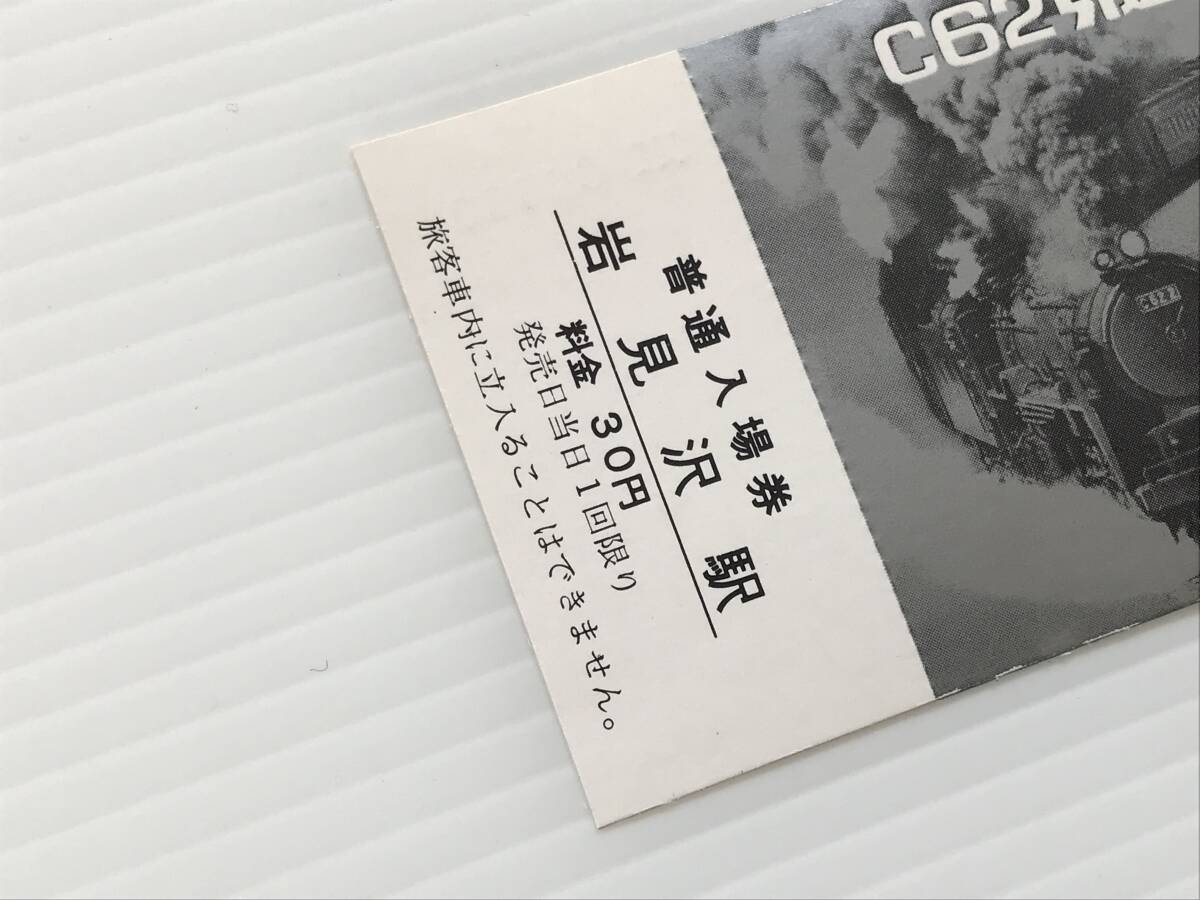 C62
普通入場券
岩見沢駅
料金 30円
発売日当日1回限り
旅客車内に立入ることはできません。